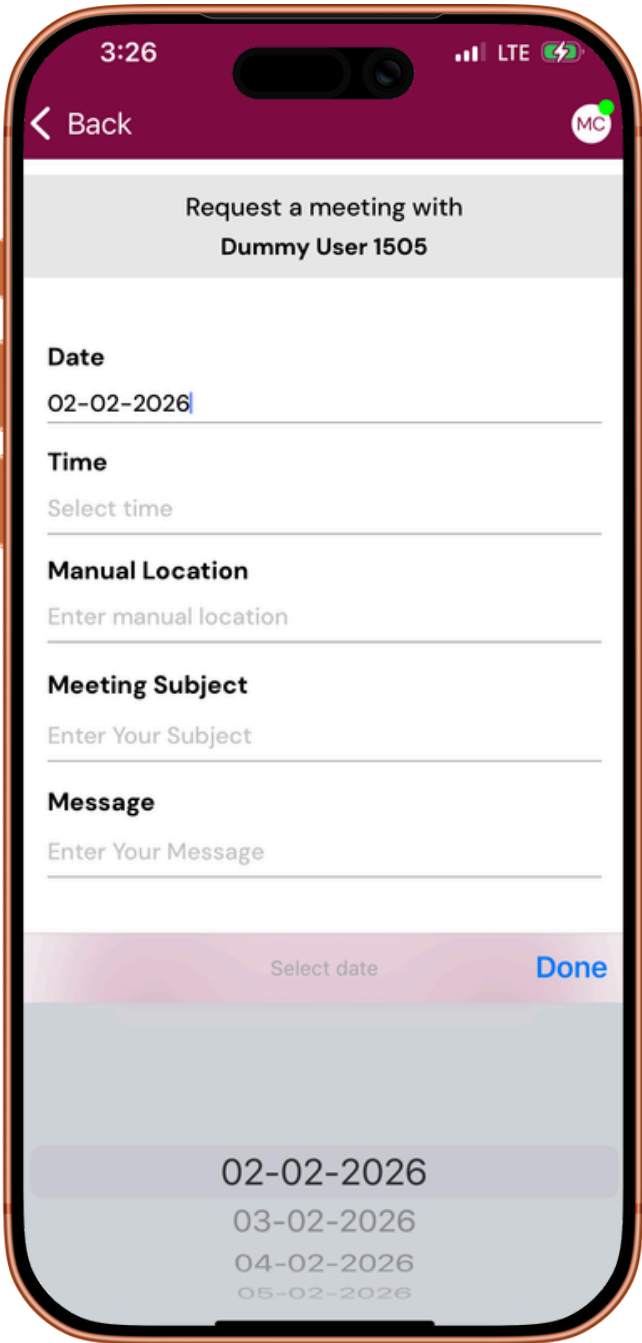 3:26 LTE
Back MC
Request a meeting with
Dummy User 1505
Date
02-02-2026
Time
Select time
Manual Location
Enter manual location
Meeting Subject
Enter Your Subject
Message
Enter Your Message
Select date Done
02-02-2026
03-02-2026
04-02-2026
05-02-2026